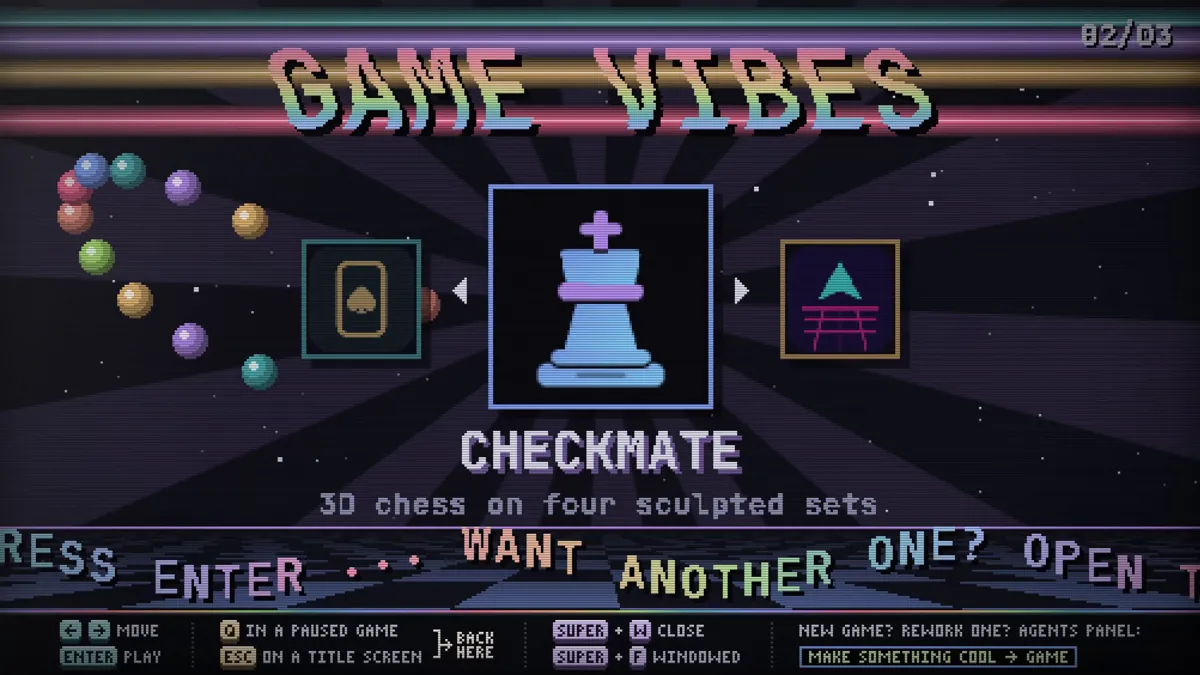 02/03
GAME VIBES
CHECKMATE
3D chess on four sculpted sets.
RESS ENTER ... WANT ANOTHER ONE? OPEN T
← → MOVE
ENTER PLAY
Q IN A PAUSED GAME
ESC ON A TITLE SCREEN
BACK HERE
SUPER + W CLOSE
SUPER + F WINDOWED
NEW GAME? REWORK ONE? AGENTS PANEL:
MAKE SOMETHING COOL → GAME